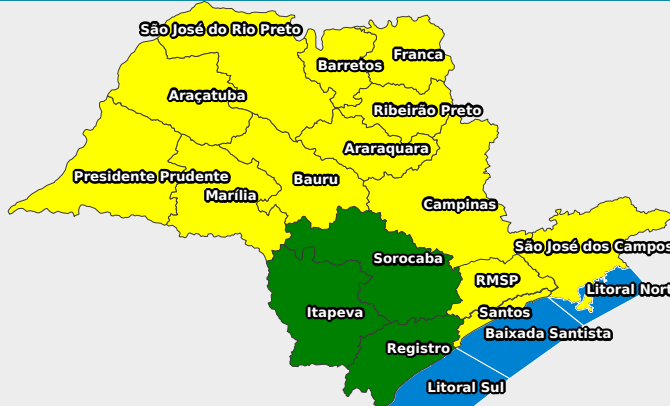 São José do Rio Preto
Franca
Barretos
Araçatuba
Ribeirão Preto
Araraquara
Presidente Prudente
Bauru
Marília
Campinas
São José dos Campos
Sorocaba
RMSP
Litoral Nort
Itapeva
Santos
Baixada Santista
Registro
Litoral Sul